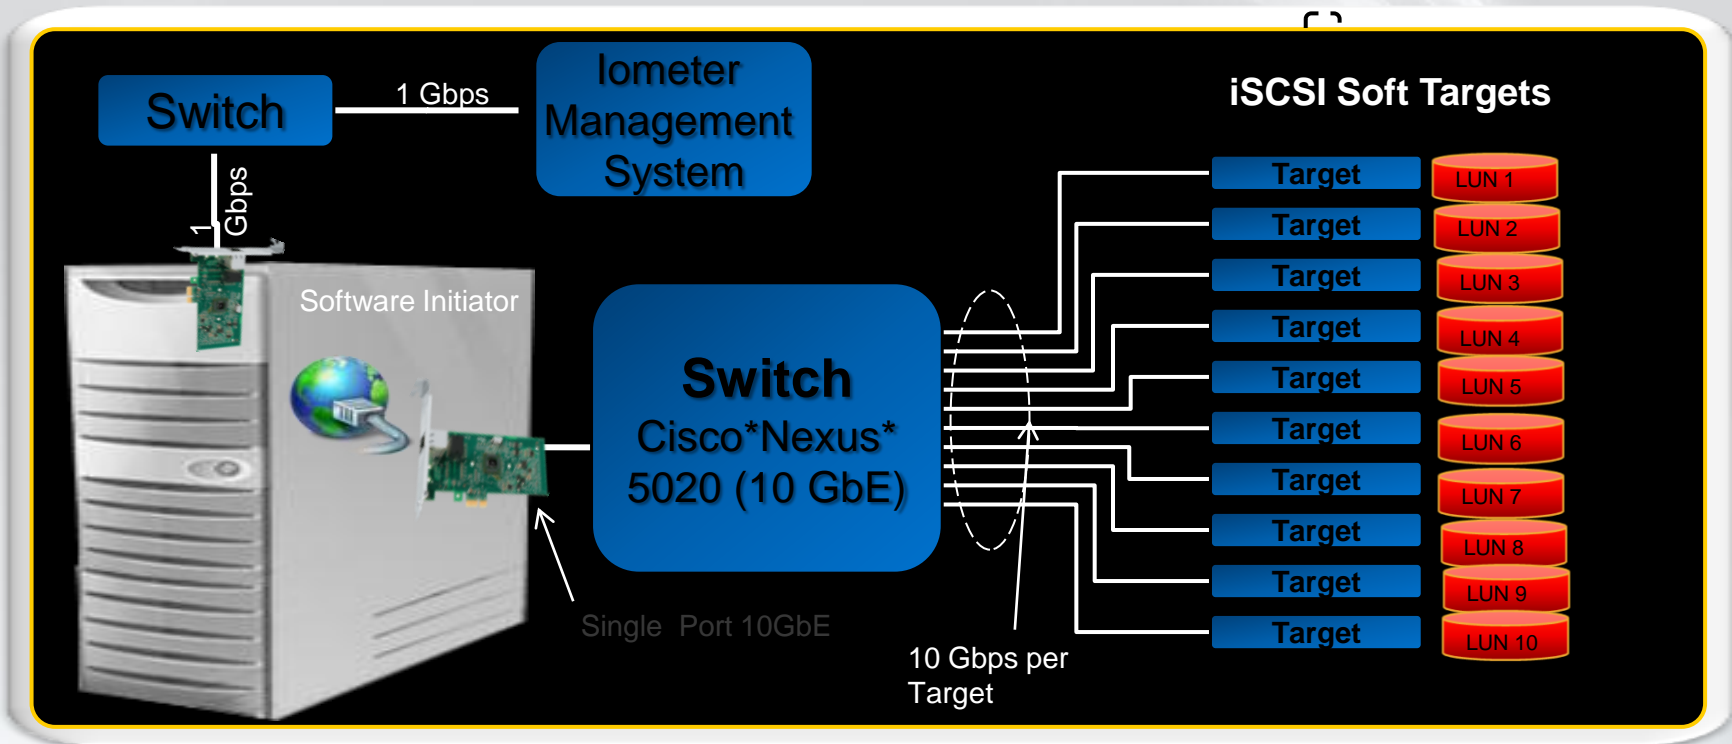 Switch
1 Gbps
Iometer
Management
System
iSCSI Soft Targets
1
Gbps
Software Initiator
Switch
Cisco*Nexus*
5020 (10 GbE)
Single Port 10GbE
10 Gbps per
Target
Target LUN 1
Target LUN 2
Target LUN 3
Target LUN 4
Target LUN 5
Target LUN 6
Target LUN 7
Target LUN 8
Target LUN 9
Target LUN 10